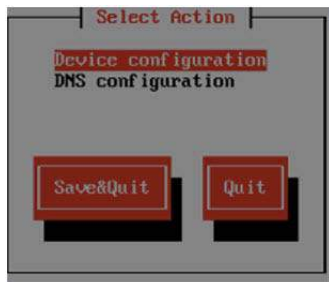 Select Action
Device configuration
DNS configuration
Save&Quit
Quit